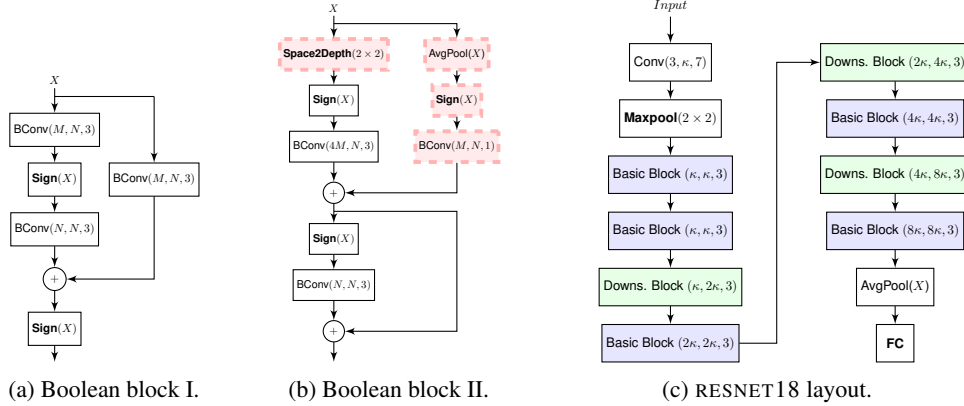 X
BConv(M, N, 3)
Sign(X)
BConv(N, N, 3)
+
Sign(X)
BConv(M, N, 3)
(a) Boolean block I.
X
Space2Depth(2 × 2)
Sign(X)
BConv(4M, N, 3)
+
Sign(X)
BConv(N, N, 3)
+
AvgPool(X)
Sign(X)
BConv(M, N, 1)
(b) Boolean block II.
Input
Conv(3, κ, 7)
Maxpool(2 × 2)
Basic Block (κ, κ, 3)
Basic Block (κ, κ, 3)
Downs. Block (κ, 2κ, 3)
Basic Block (2κ, 2κ, 3)
Downs. Block (2κ, 4κ, 3)
Basic Block (4κ, 4κ, 3)
Downs. Block (4κ, 8κ, 3)
Basic Block (8κ, 8κ, 3)
AvgPool(X)
FC
(c) RESNET18 layout.